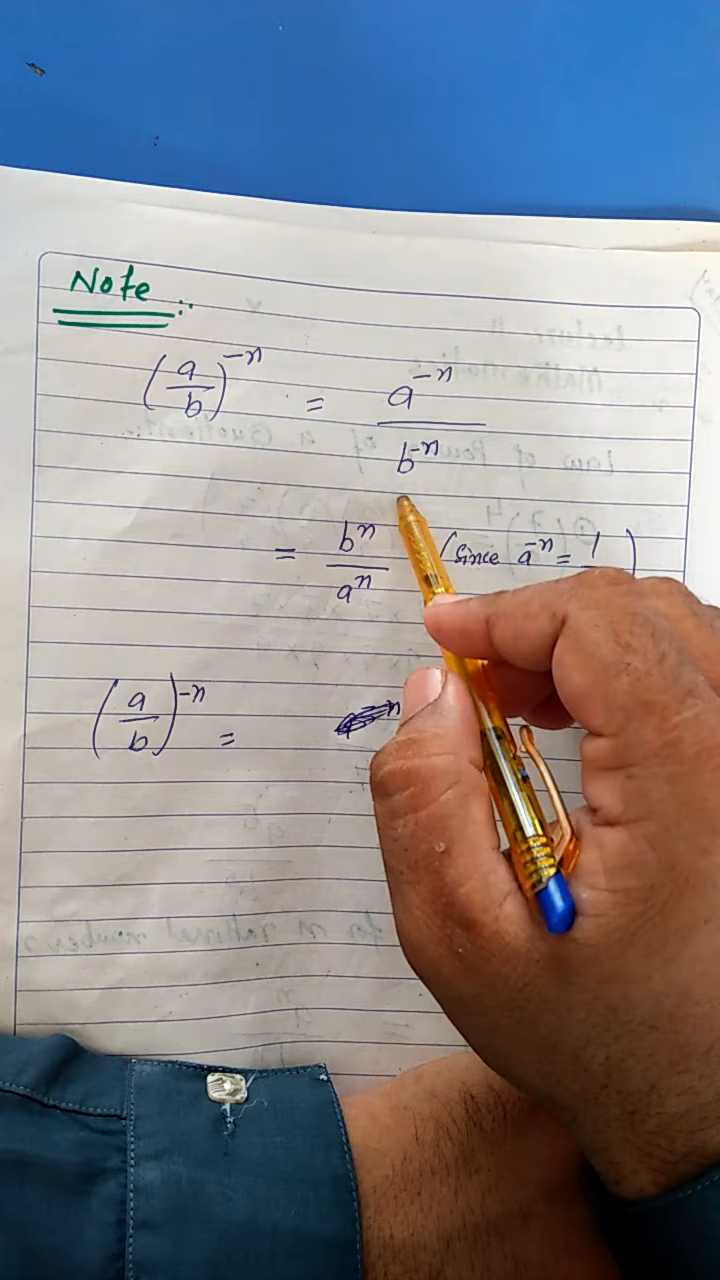 Note :
(a/b)^-n = a^-n / b^-n
= b^n / a^n (Since a^-n = 1
(a/b)^-n = n